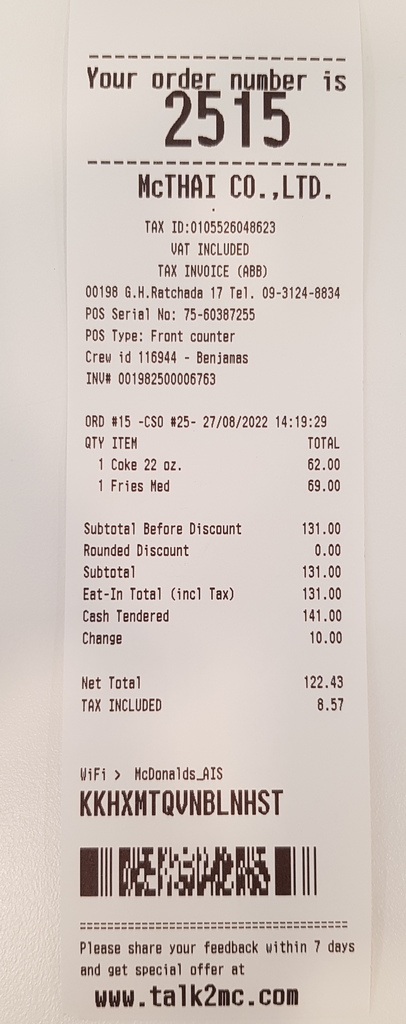 Your order number is
2515
McTHAI CO.,LTD.
.
TAX ID:0105526048623
VAT INCLUDED
TAX INVOICE (ABB)
00198 G.H.Ratchada 17 Tel. 09-3124-8834
POS Serial No: 75-60387255
POS Type: Front counter
Crew id 116944 - Benjamas
INV# 001982500006763
ORD #15 -CSO #25- 27/08/2022 14:19:29
QTY ITEM TOTAL
1 Coke 22 oz. 62.00
1 Fries Med 69.00
Subtotal Before Discount 131.00
Rounded Discount 0.00
Subtotal 131.00
Eat-In Total (incl Tax) 131.00
Cash Tendered 141.00
Change 10.00
Net Total 122.43
TAX INCLUDED 8.57
WiFi > McDonalds_AIS
KKHXMTQVNBLNHST
Please share your feedback within 7 days
and get special offer at
www.talk2mc.com